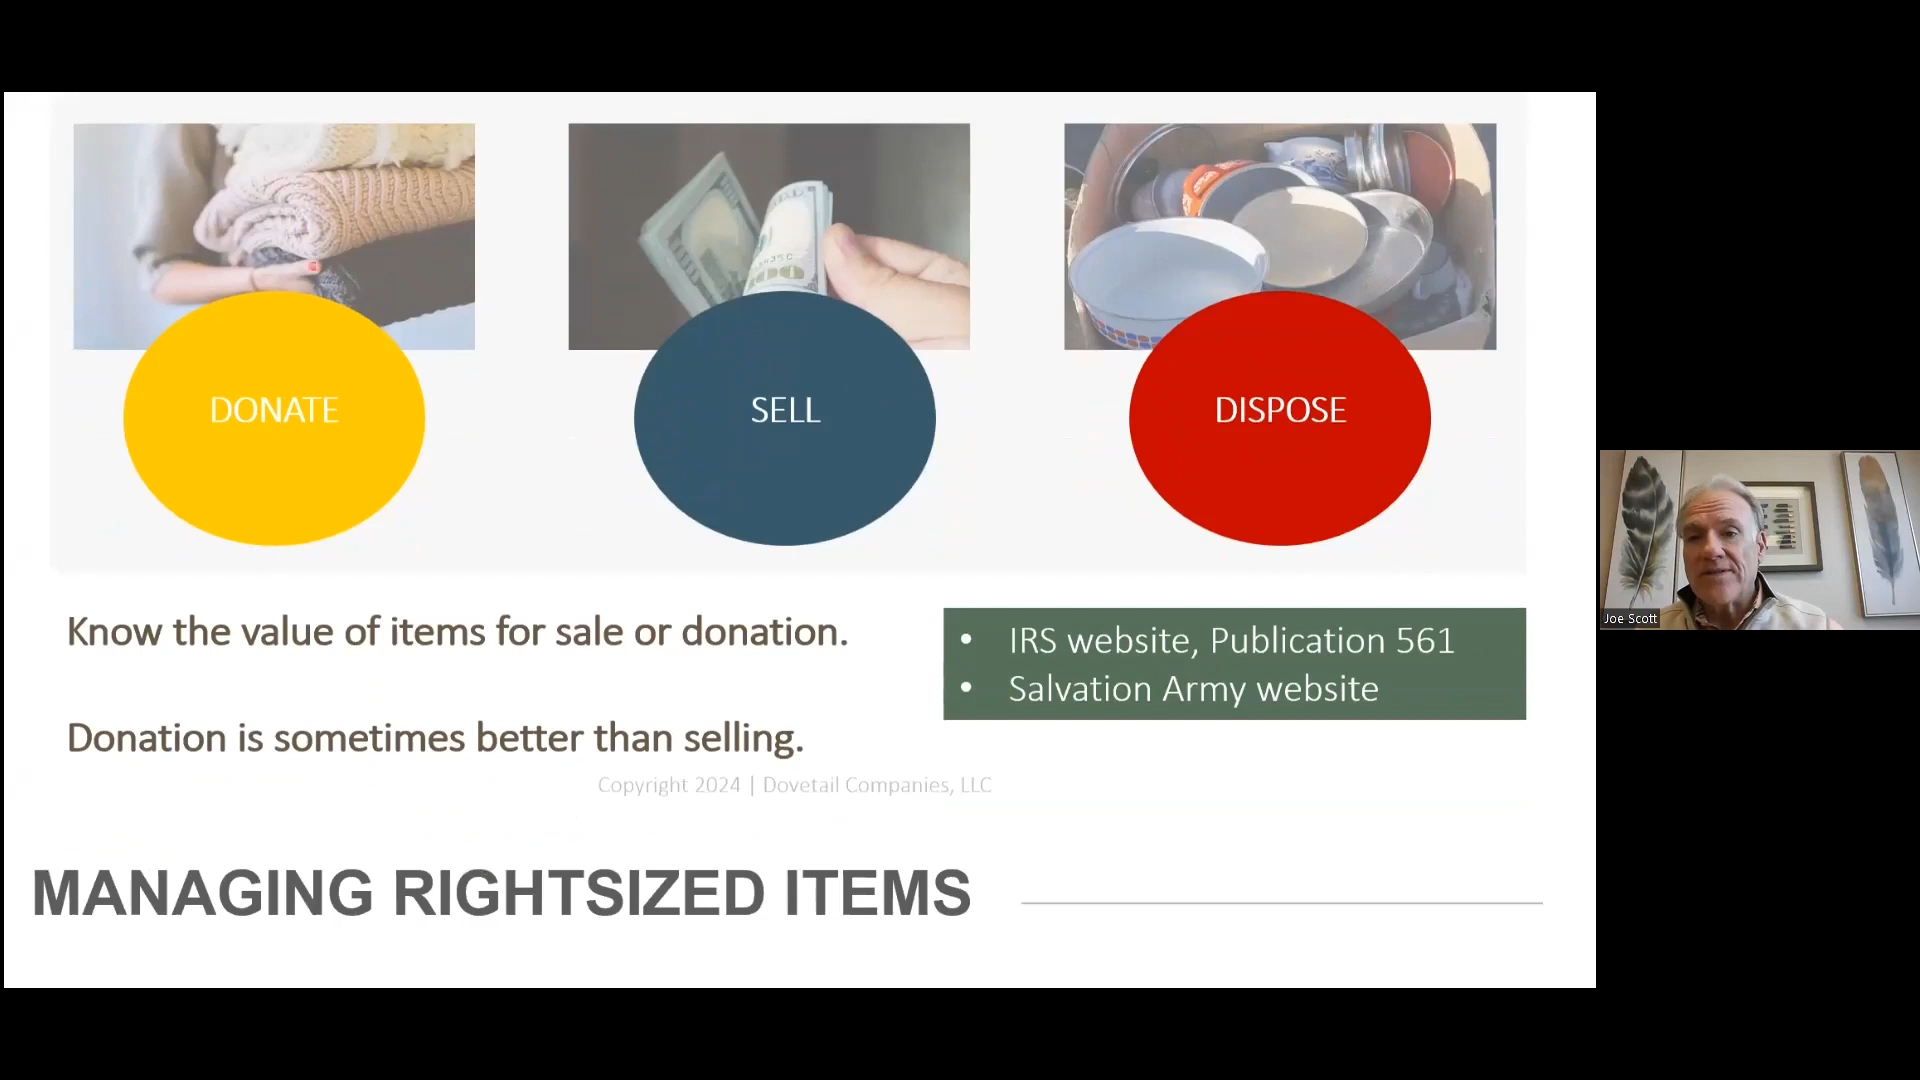 DONATE
SELL
DISPOSE
Know the value of items for sale or donation.
• IRS website, Publication 561
• Salvation Army website
Donation is sometimes better than selling.
Copyright 2024 | Dovetail Companies, LLC
MANAGING RIGHTSIZED ITEMS
Joe Scott